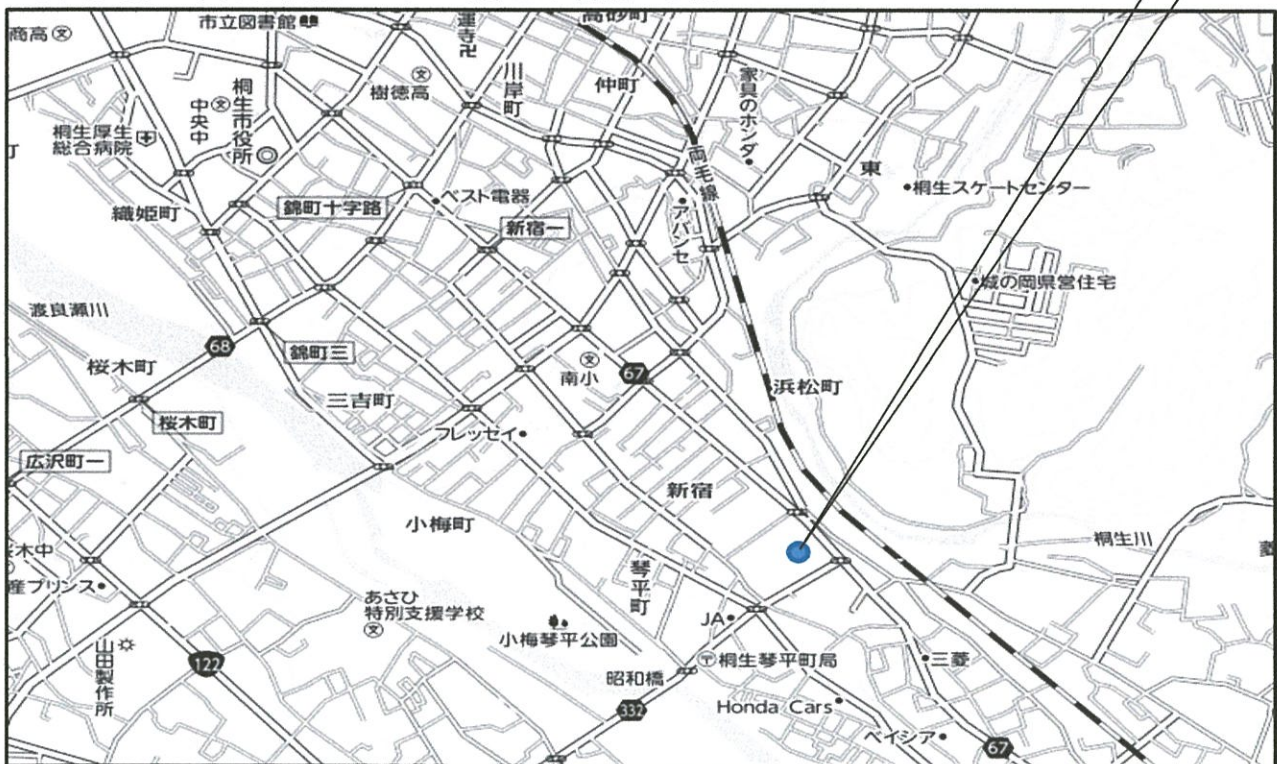 市立図書館
商高
運寺
高砂町
川岸町
仲町
家具のホンダ
樹徳高
中央中
桐生市役所
桐生厚生
総合病院
両毛線
東
桐生スケートセンター
織姫町
錦町十字路
ベスト電器
新宿一
アバンセ
城の岡県営住宅
渡良瀬川
68
錦町三
桜木町
南小
67
浜松町
三吉町
桜木町
フレッセイ
広沢町一
新宿
小梅町
桐生川
木中
産プリンス
琴平町
あさひ
特別支援学校
小梅琴平公園
JA
山田製作所
122
桐生琴平町局
三菱
昭和橋
332
Honda Cars
ベイシア
67